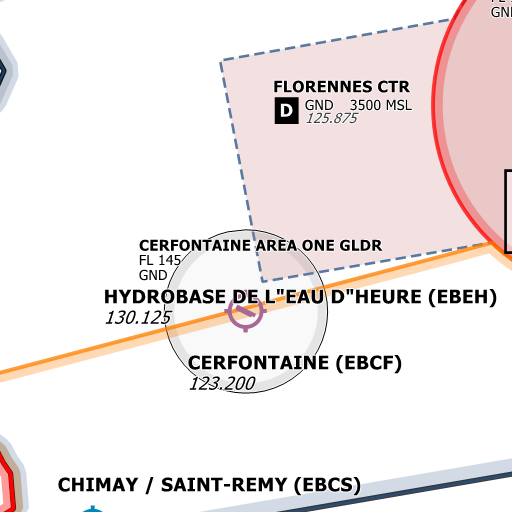 GND
FLORENNES CTR
D GND 3500 MSL
125.875
CERFONTAINE AREA ONE GLDR
FL 145
GND
HYDROBASE DE L"EAU D"HEURE (EBEH)
130.125
CERFONTAINE (EBCF)
123.200
CHIMAY / SAINT-REMY (EBCS)